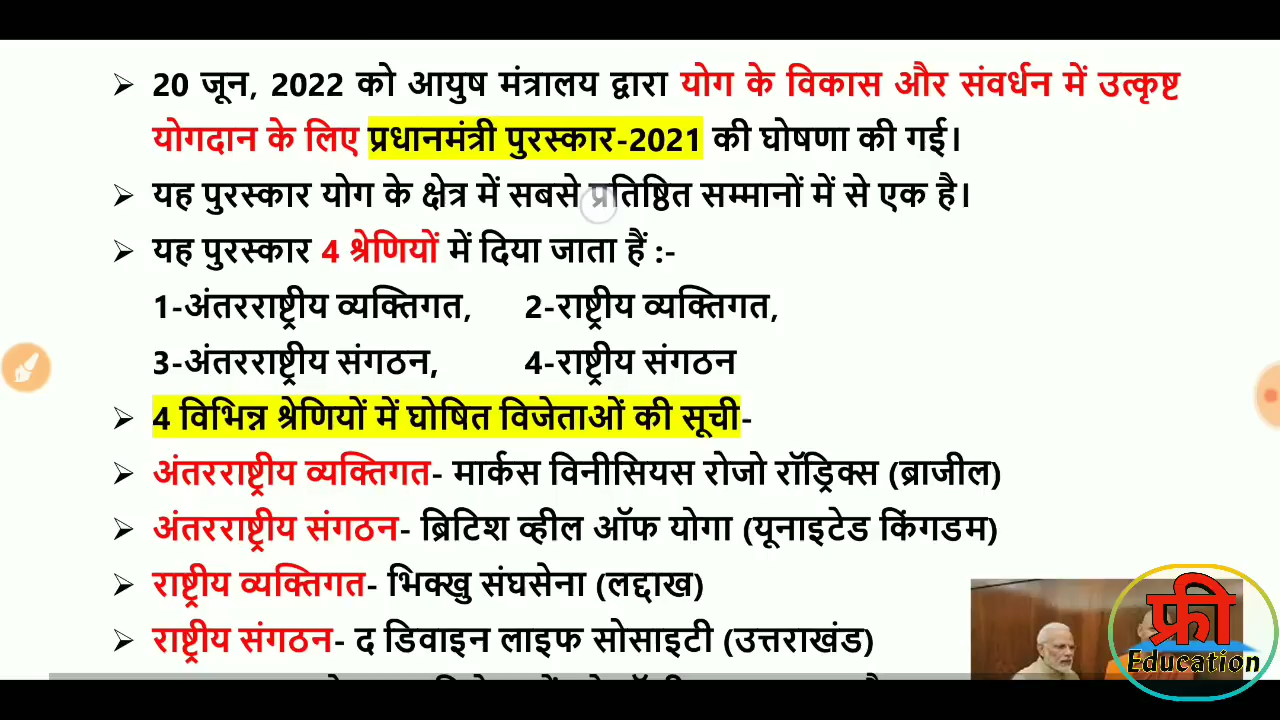 ➢ 20 जून, 2022 को आयुष मंत्रालय द्वारा योग के विकास और संवर्धन में उत्कृष्ट
योगदान के लिए प्रधानमंत्री पुरस्कार-2021 की घोषणा की गई।
➢ यह पुरस्कार योग के क्षेत्र में सबसे प्रतिष्ठित सम्मानों में से एक है।
➢ यह पुरस्कार 4 श्रेणियों में दिया जाता हैं :-
1-अंतरराष्ट्रीय व्यक्तिगत, 2-राष्ट्रीय व्यक्तिगत,
3-अंतरराष्ट्रीय संगठन, 4-राष्ट्रीय संगठन
➢ 4 विभिन्न श्रेणियों में घोषित विजेताओं की सूची-
➢ अंतरराष्ट्रीय व्यक्तिगत- मार्कस विनीसियस रोजो रॉड्रिक्स (ब्राजील)
➢ अंतरराष्ट्रीय संगठन- ब्रिटिश व्हील ऑफ योगा (यूनाइटेड किंगडम)
➢ राष्ट्रीय व्यक्तिगत- भिक्खु संघसेना (लद्दाख)
➢ राष्ट्रीय संगठन- द डिवाइन लाइफ सोसाइटी (उत्तराखंड)
फ्री
Education